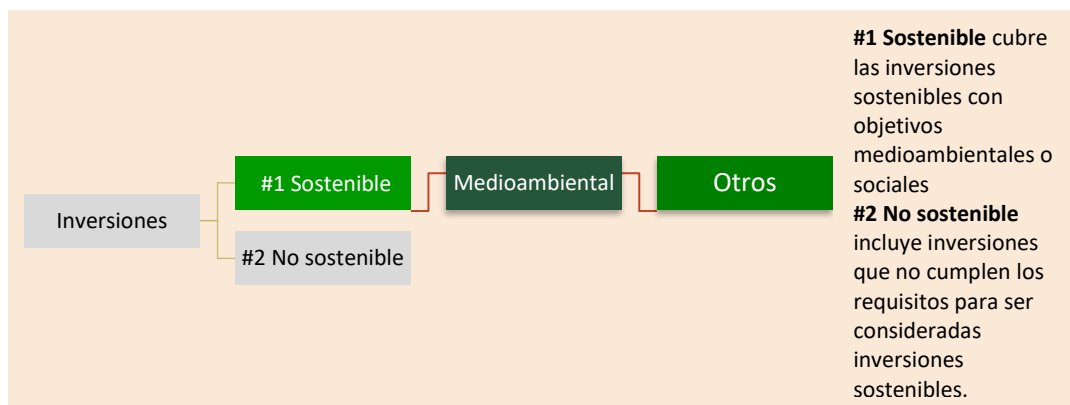 Inversiones
#1 Sostenible
#2 No sostenible
Medioambiental
Otros
#1 Sostenible cubre
las inversiones
sostenibles con
objetivos
medioambientales o
sociales
#2 No sostenible
incluye inversiones
que no cumplen los
requisitos para ser
consideradas
inversiones
sostenibles.